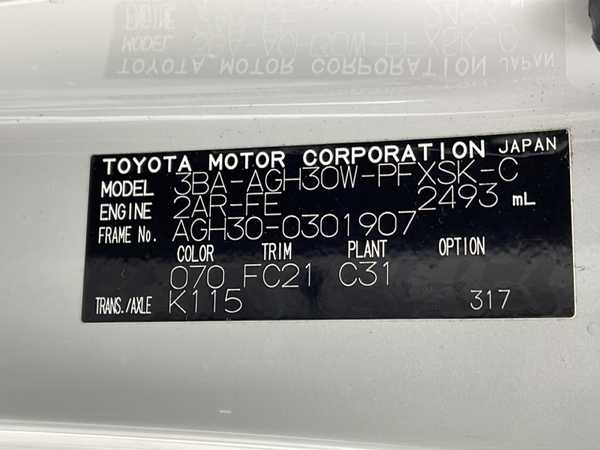 TOYOTA MOTOR CORPORATION JAPAN
MODEL 3BA-AGH30W-PFXSK-C
ENGINE 2AR-FE 2493 mL
FRAME No. AGH30-0301907
COLOR TRIM PLANT OPTION
070 FC21 C31
TRANS./AXLE K115 317